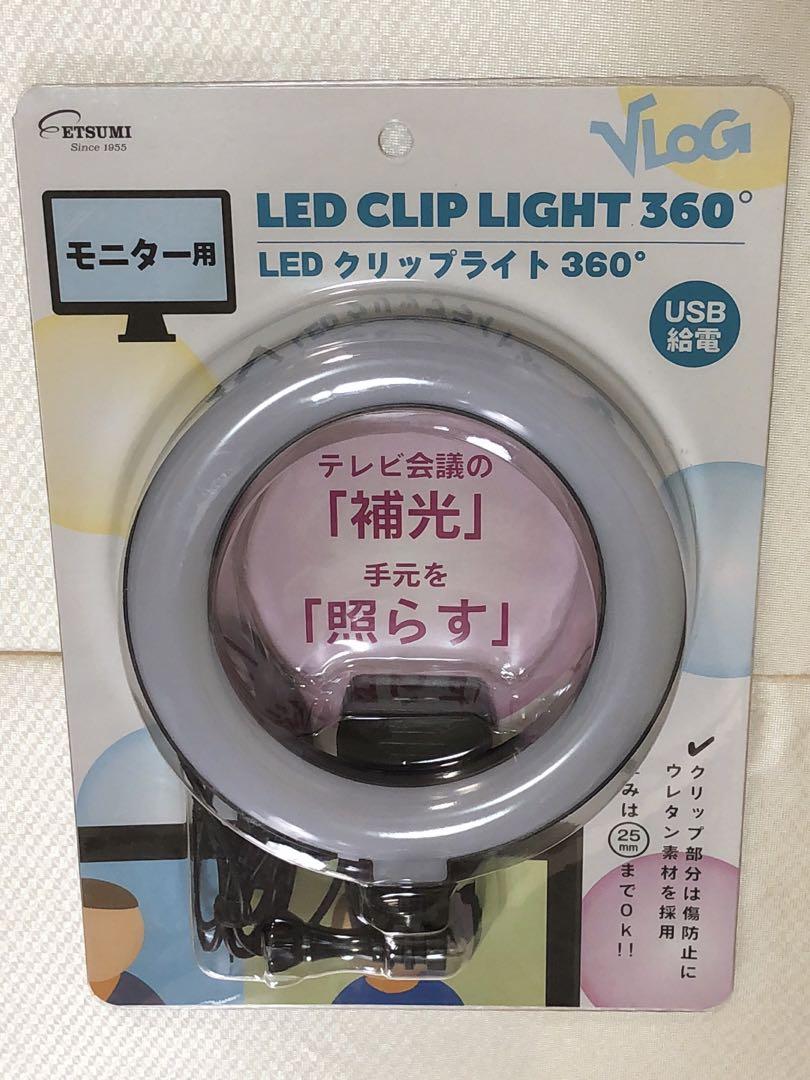 ETSUMI
Since 1955
VLOG
モニター用
LED CLIP LIGHT 360°
LED クリップライト 360°
USB
給電
テレビ会議の
「補光」
手元を
「照らす」
✓クリップ部分は傷防止に
ウレタン素材を採用
みは25mmまでOk!!